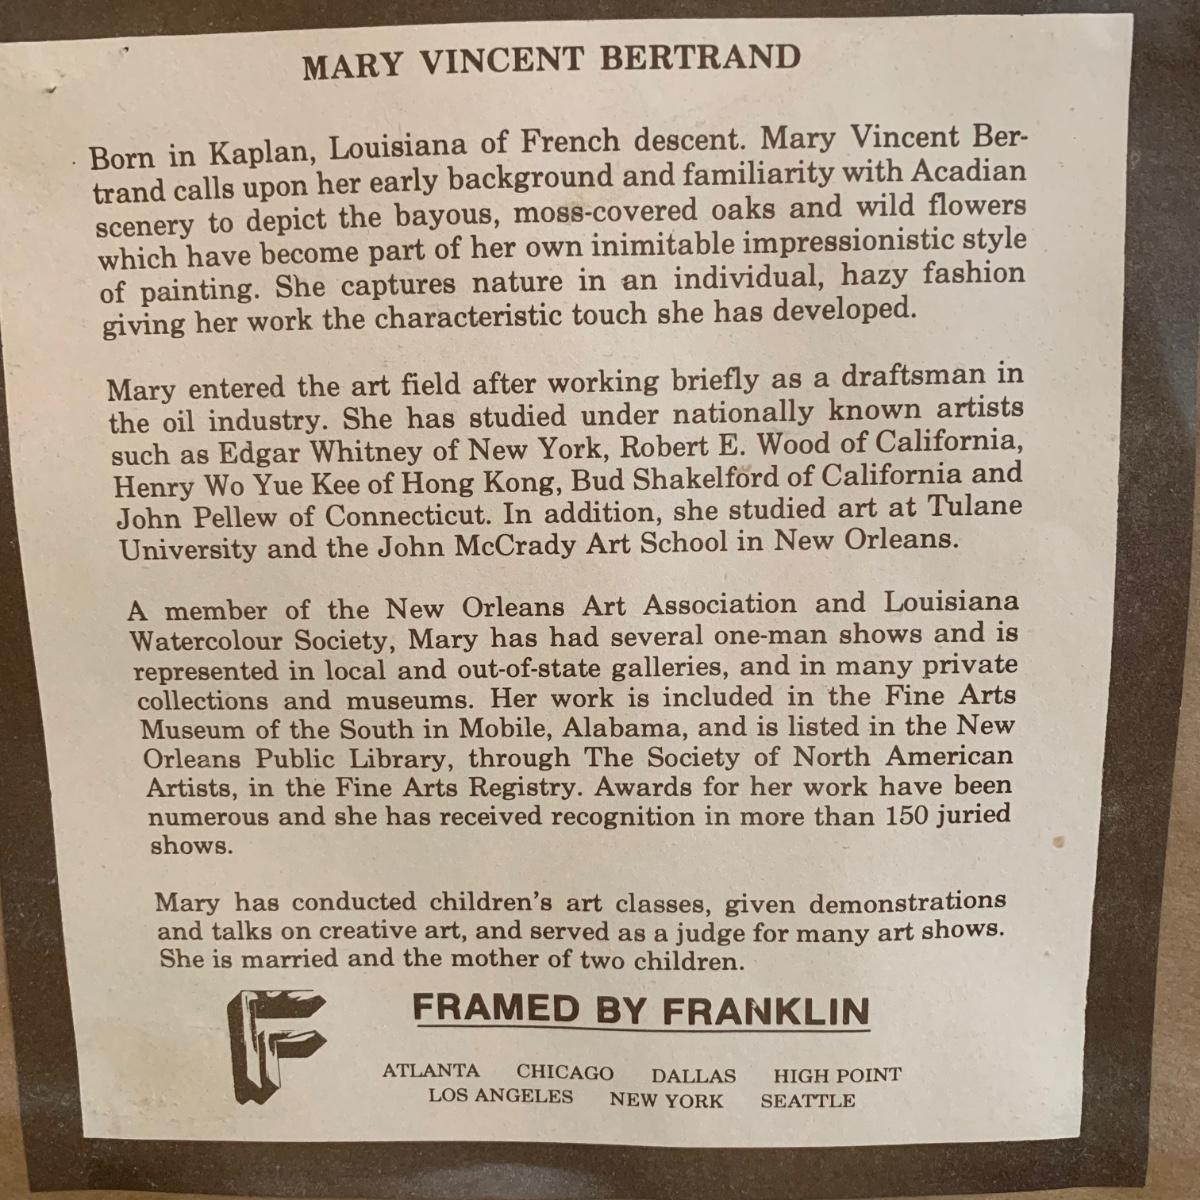 MARY VINCENT BERTRAND
Born in Kaplan, Louisiana of French descent. Mary Vincent Ber-
trand calls upon her early background and familiarity with Acadian
scenery to depict the bayous, moss-covered oaks and wild flowers
which have become part of her own inimitable impressionistic style
of painting. She captures nature in an individual, hazy fashion
giving her work the characteristic touch she has developed.
Mary entered the art field after working briefly as a draftsman in
the oil industry. She has studied under nationally known artists
such as Edgar Whitney of New York, Robert E. Wood of California,
Henry Wo Yue Kee of Hong Kong, Bud Shakelford of California and
John Pellew of Connecticut. In addition, she studied art at Tulane
University and the John McCrady Art School in New Orleans.
A member of the New Orleans Art Association and Louisiana
Watercolour Society, Mary has had several one-man shows and is
represented in local and out-of-state galleries, and in many private
collections and museums. Her work is included in the Fine Arts
Museum of the South in Mobile, Alabama, and is listed in the New
Orleans Public Library, through The Society of North American
Artists, in the Fine Arts Registry. Awards for her work have been
numerous and she has received recognition in more than 150 juried
shows.
Mary has conducted children's art classes, given demonstrations
and talks on creative art, and served as a judge for many art shows.
She is married and the mother of two children.
FRAMED BY FRANKLIN
ATLANTA CHICAGO DALLAS HIGH POINT
LOS ANGELES NEW YORK SEATTLE